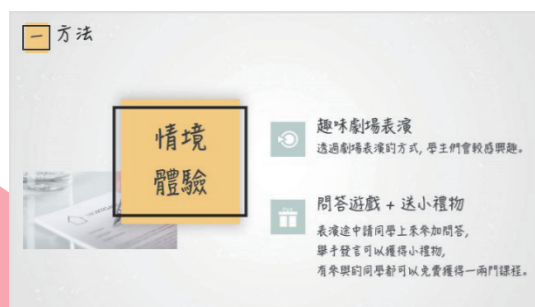 一 方法
情境
體驗
趣味劇場表演
透過劇場表演的方式, 學生們會較感興趣。
問答遊戲 + 送小禮物
表演途中請同學上來參加問答,
舉手發言可以獲得小禮物,
有參與的同學都可以免費獲得一兩門課程。